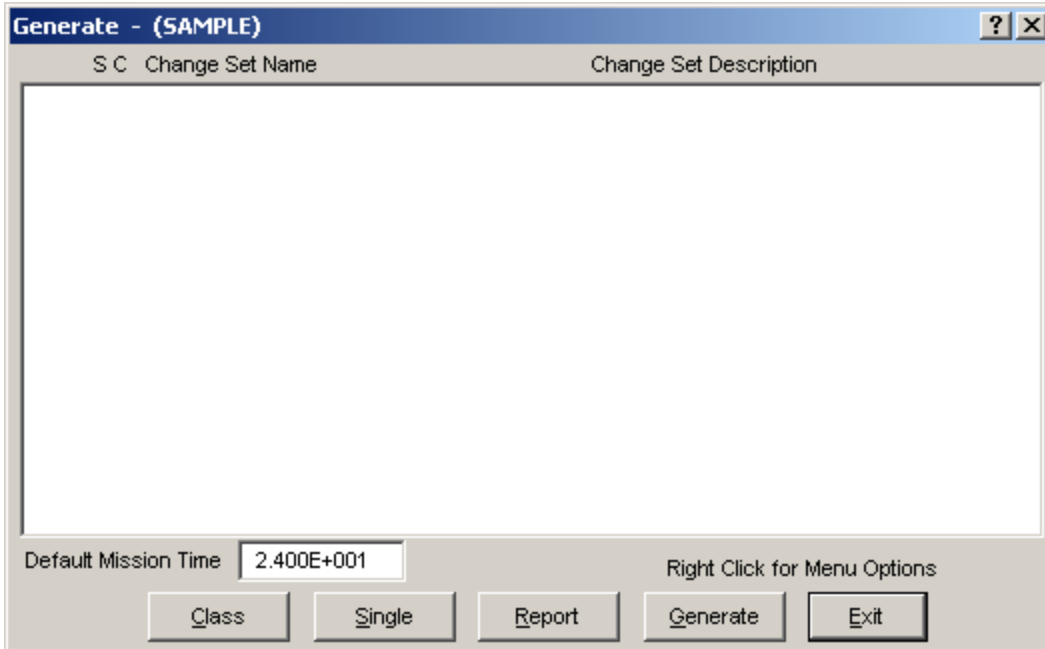 Generate - (SAMPLE)
S C Change Set Name Change Set Description
Default Mission Time 2.400E+001
Right Click for Menu Options
Class Single Report Generate Exit